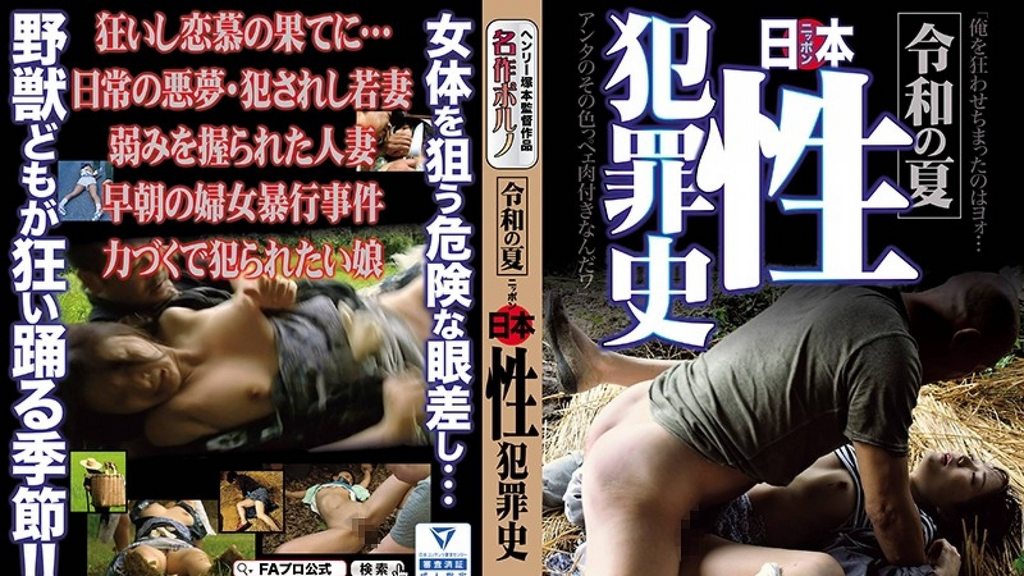 「俺を狂わせちまったのはヨォ…
アンタのその色っペェ肉付きなんだワ
令和の夏
日本
ニッポン
性
犯罪史
ヘンリー塚本監督作品
名作ポルノ
令和の夏
ニッポン
日本
性
犯罪史
女体を狙う危険な眼差し…
狂いし恋慕の果てに…
日常の悪夢・犯されし若妻
弱みを握られた人妻
早朝の婦女暴行事件
力づくで犯られたい娘
野獣どもが狂い踊る季節!!
FAプロ公式
検索
審査済証